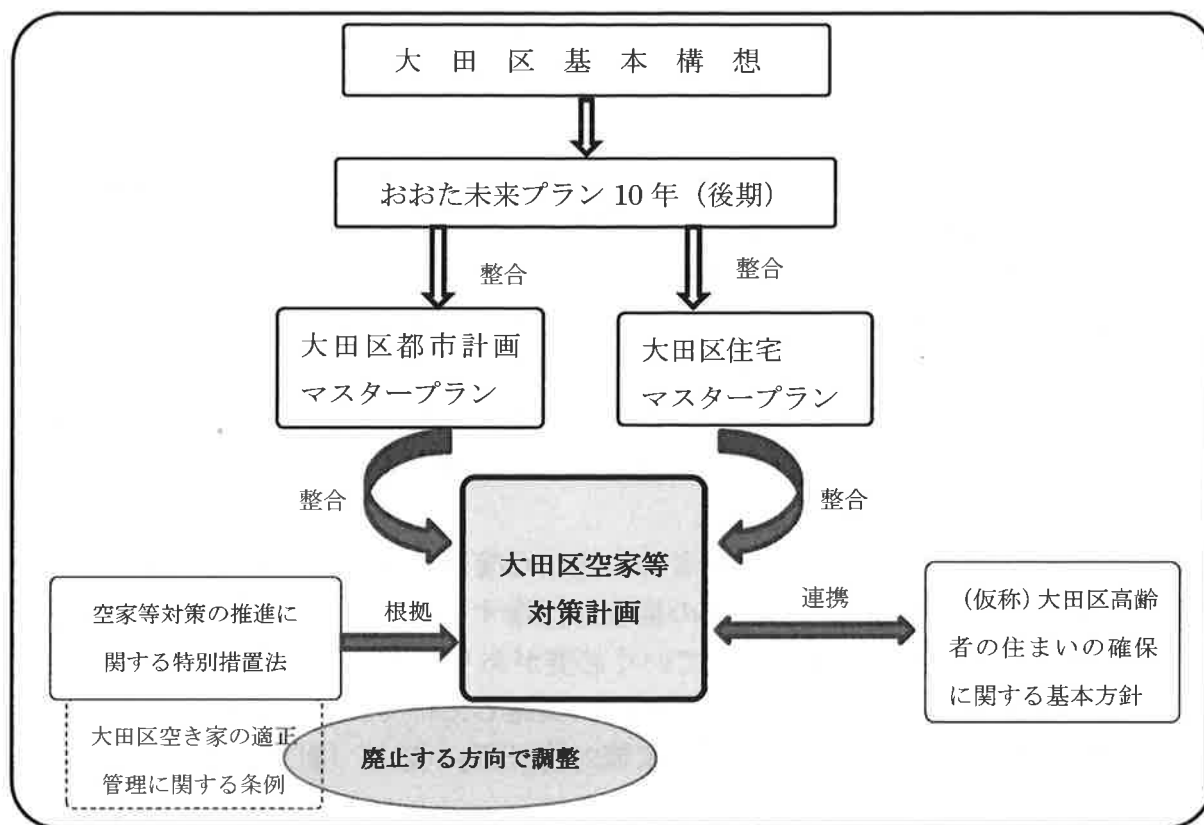 大田区基本構想
おおた未来プラン 10 年（後期）
整合
整合
大田区都市計画
マスタープラン
大田区住宅
マスタープラン
整合
整合
大田区空家等
対策計画
空家等対策の推進に
関する特別措置法
根拠
連携
（仮称）大田区高齢
者の住まいの確保
に関する基本方針
大田区空き家の適正
管理に関する条例
廃止する方向で調整